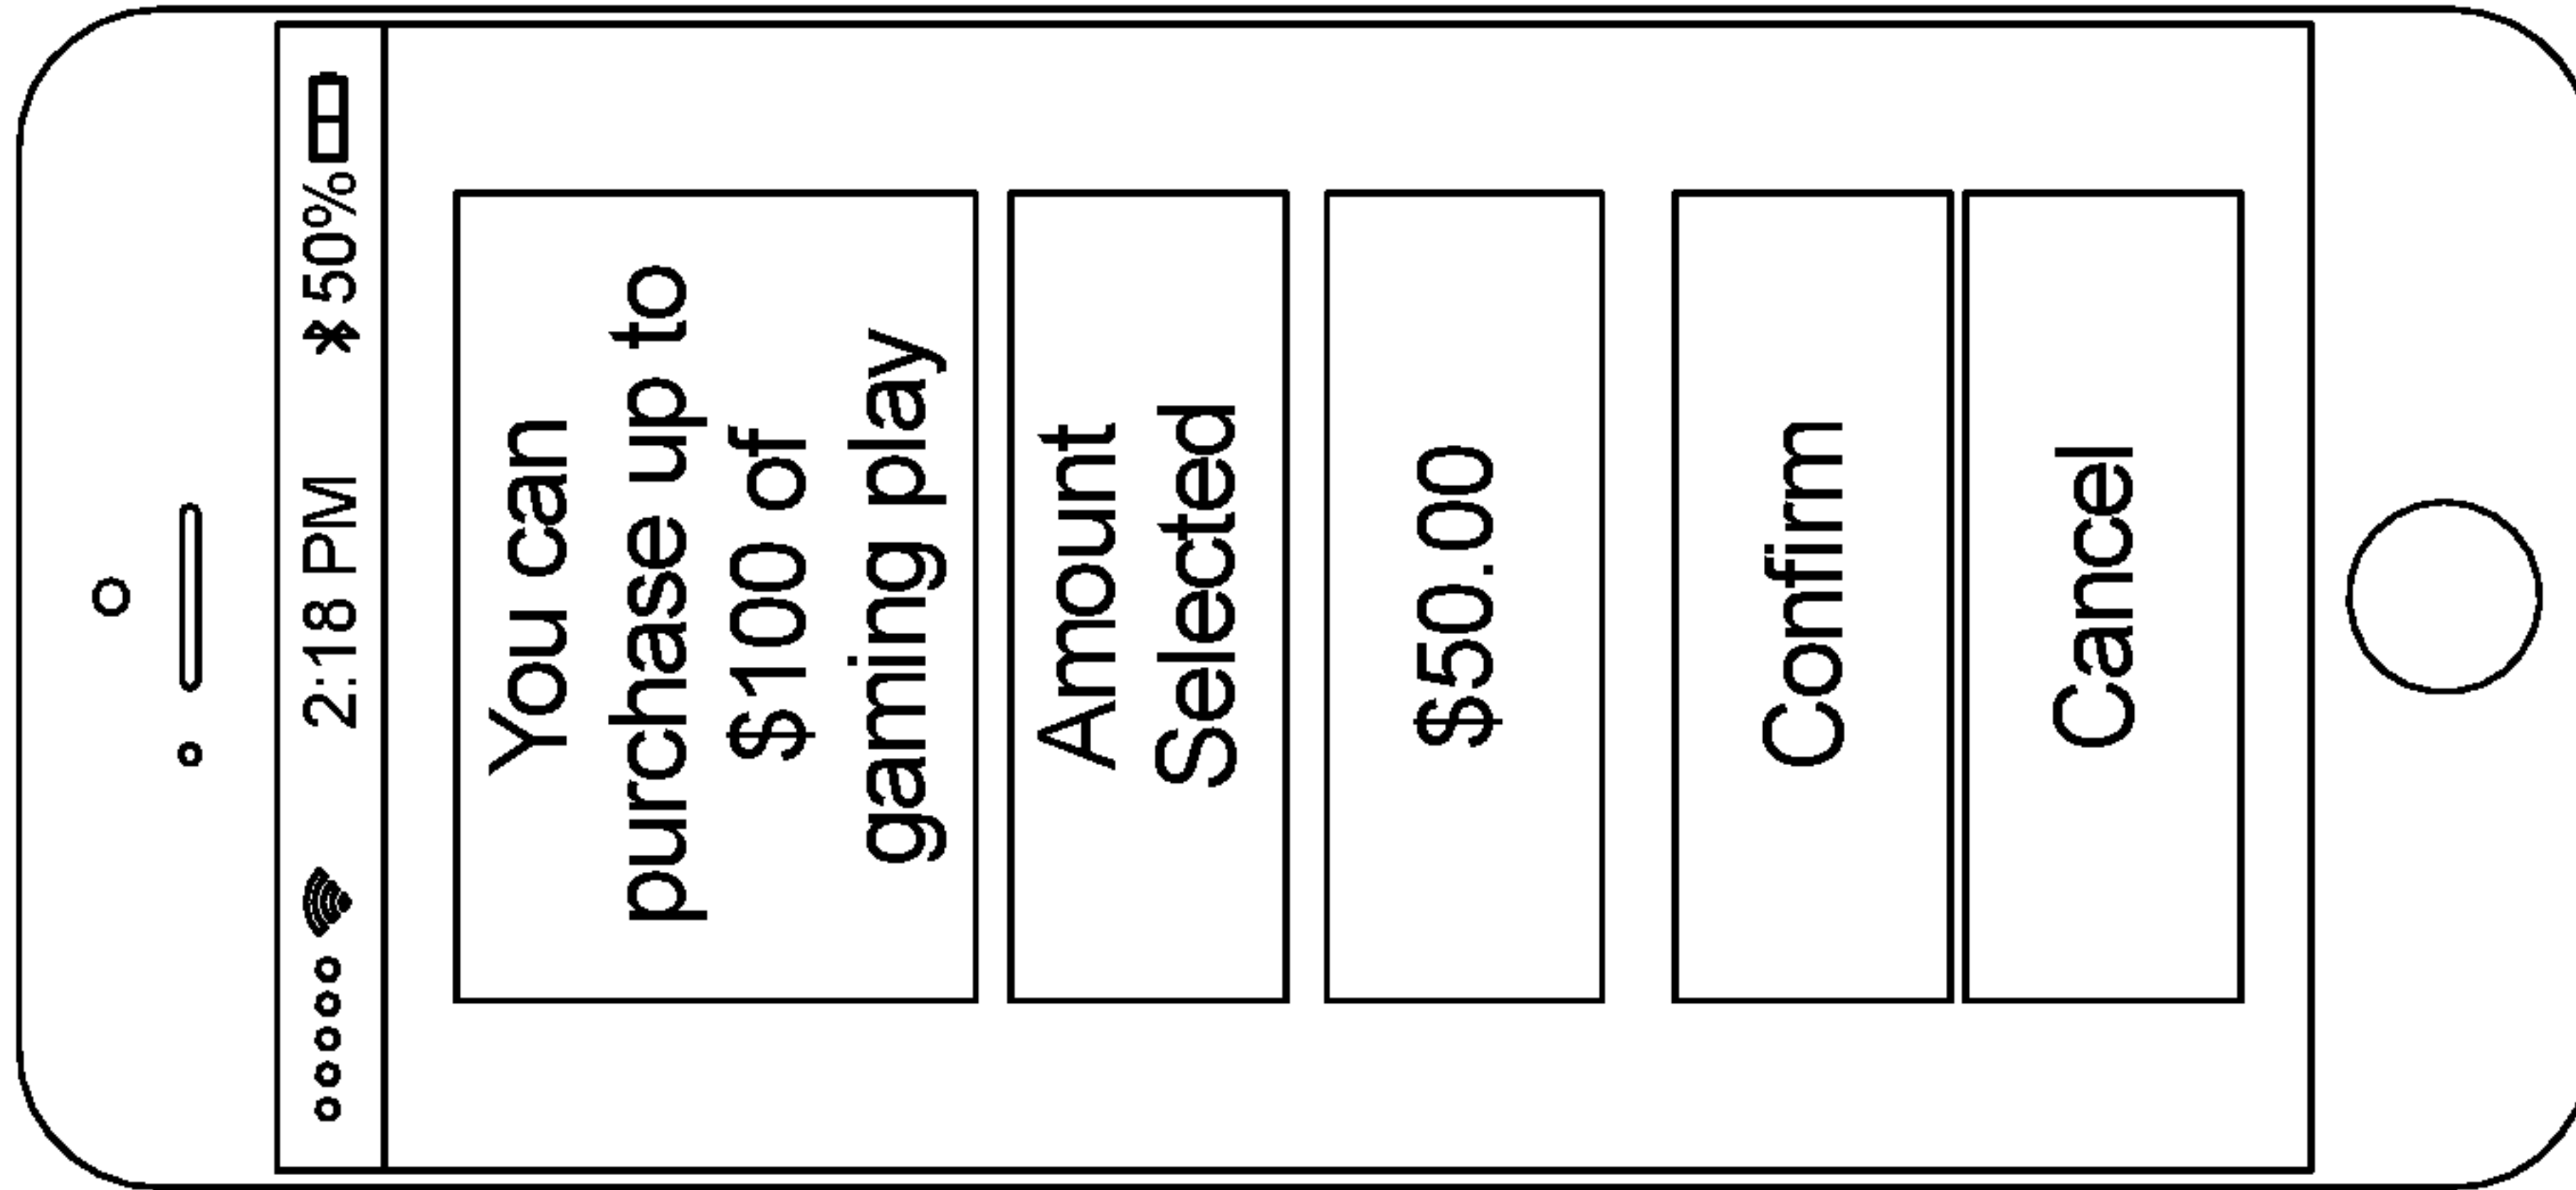 2:18 PM 50%
You can
purchase up to
$100 of
gaming play
Amount
Selected
$50.00
Confirm
Cancel